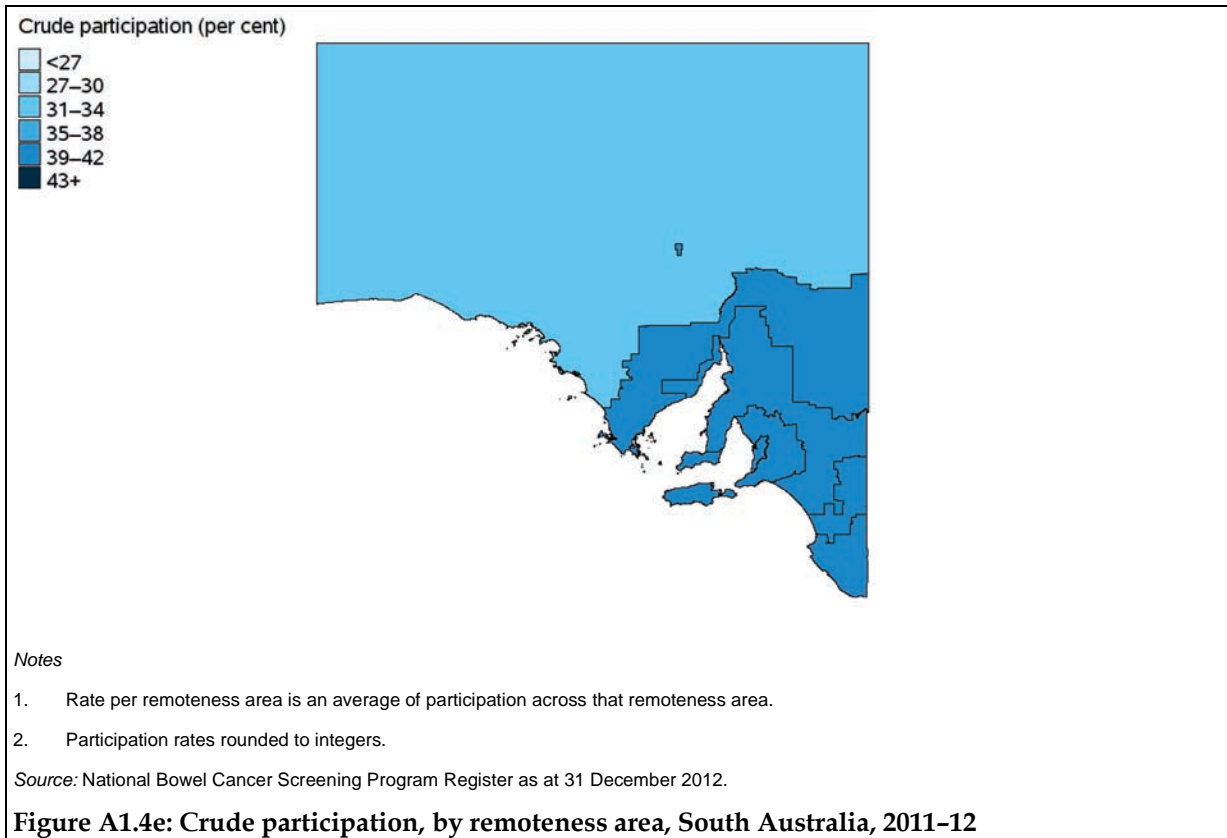 Crude participation (per cent)
<27
27–30
31–34
35–38
39–42
43+
Notes
1. Rate per remoteness area is an average of participation across that remoteness area.
2. Participation rates rounded to integers.
Source: National Bowel Cancer Screening Program Register as at 31 December 2012.
Figure A1.4e: Crude participation, by remoteness area, South Australia, 2011–12